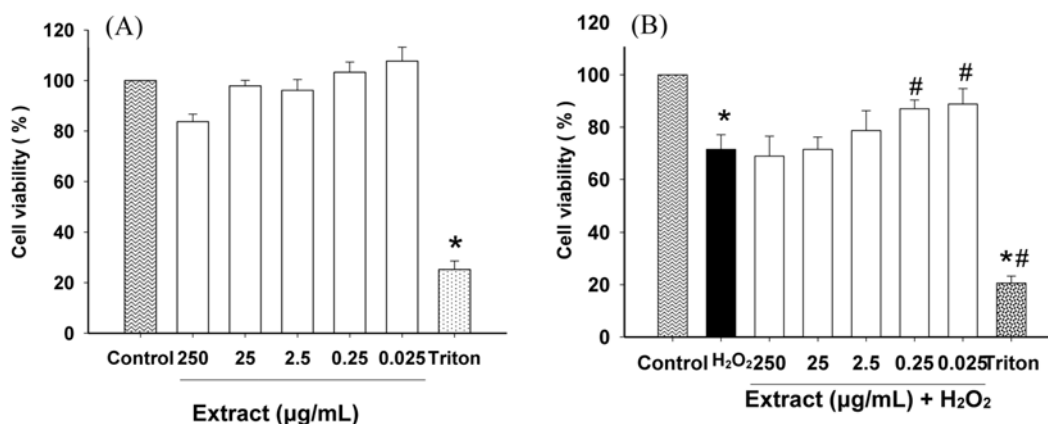 (A)
120
100
80
60
40
20
0
Cell viability ( % )
*
Control 250 25 2.5 0.25 0.025 Triton
Extract (µg/mL)
(B)
120
100
80
60
40
20
0
Cell viability ( % )
*
# #
*#
Control H₂O₂ 250 25 2.5 0.25 0.025 Triton
Extract (µg/mL) + H₂O₂